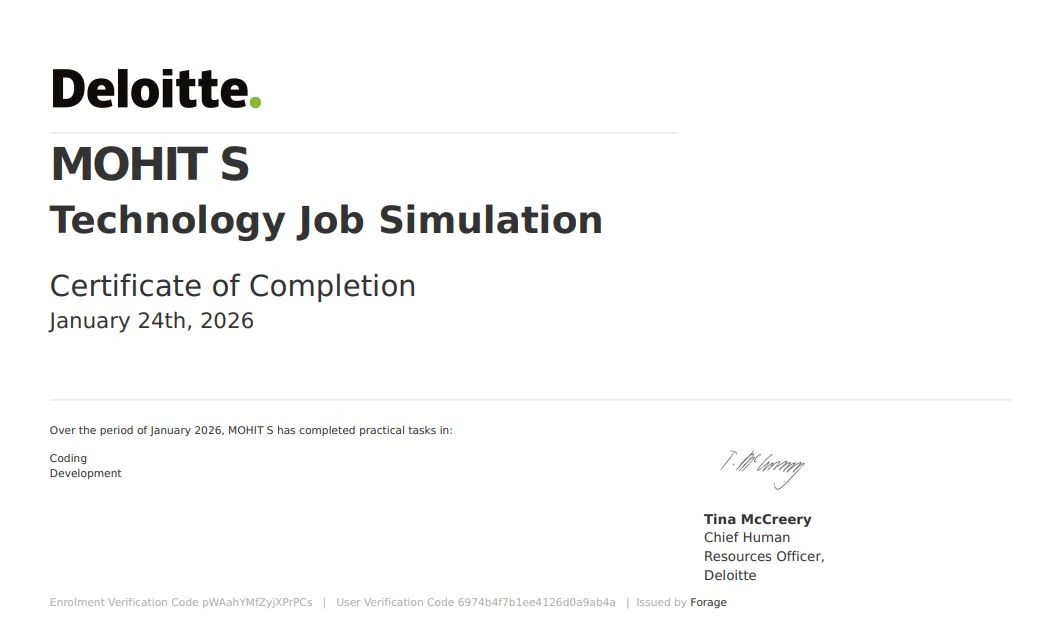 Deloitte.
MOHIT S
Technology Job Simulation
Certificate of Completion
January 24th, 2026
Over the period of January 2026, MOHIT S has completed practical tasks in:
Coding
Development
T. McCreery
Tina McCreery
Chief Human
Resources Officer,
Deloitte
Enrolment Verification Code pWAahYMfZyjXPrPCs | User Verification Code 6974b4f7b1ee4126d0a9ab4a | Issued by Forage